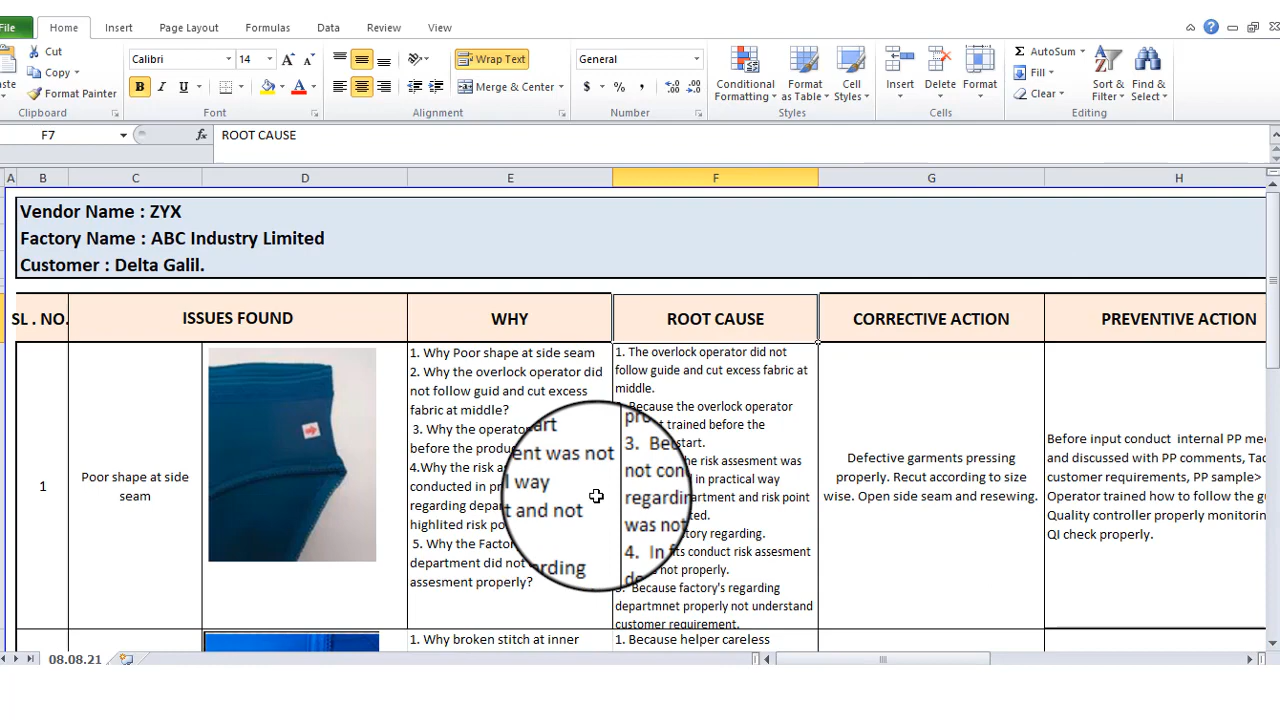 File Home Insert Page Layout Formulas Data Review View
Cut
Copy
Format Painter
Clipboard
Calibri 14
B I U
Font
Wrap Text
Merge & Center
Alignment
General
$ % ,
Number
Conditional Formatting
Format as Table
Cell Styles
Styles
Insert Delete Format
Cells
AutoSum
Fill
Clear
Sort & Filter
Find & Select
Editing
F7 fx ROOT CAUSE
A B C D E F G H
Vendor Name : ZYX
Factory Name : ABC Industry Limited
Customer : Delta Galil.
SL . NO. ISSUES FOUND WHY ROOT CAUSE CORRECTIVE ACTION PREVENTIVE ACTION
1
Poor shape at side
seam
1. Why Poor shape at side seam
2. Why the overlock operator did
not follow guid and cut excess
fabric at middle?
3. Why the operator
before the
4.Why the risk
conducted in
regarding
highlited risk
5. Why the Factory
department did not
assesment properly?
1. The overlock operator did not
follow guide and cut excess fabric at
middle.
Because the overlock operator
trained before the
start.
the risk assesment was
in practical way
and risk point
regarding.
conduct risk assesment
not properly.
Because factory's regarding
departmnet properly not understand
customer requirement.
ent was not
way
and not
3.
not
was not
4. In
Defective garments pressing
properly. Recut according to size
wise. Open side seam and resewing.
Before input conduct internal PP
and discussed with PP comments,
customer requirements, PP sample>
Operator trained how to follow the
Quality controller properly
QI check properly.
1. Why broken stitch at inner
1. Because helper careless
08.08.21